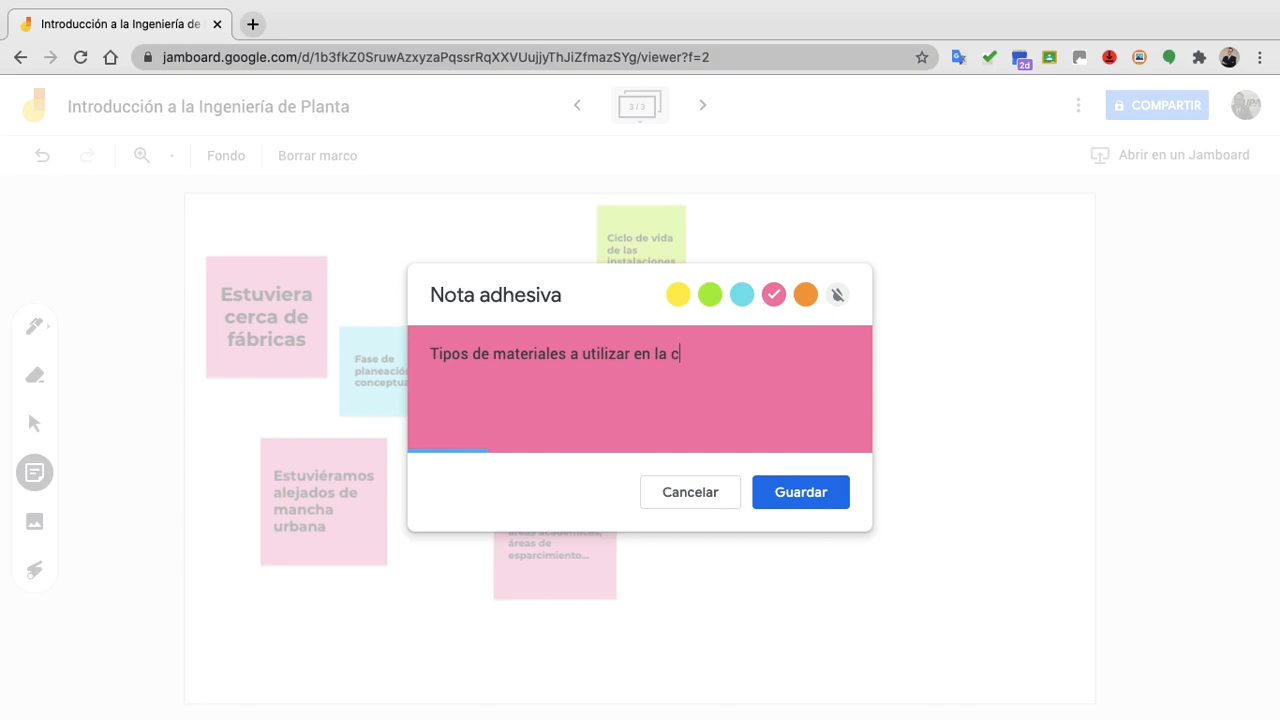 Introducción a la Ingeniería de
jamboard.google.com/d/1b3fkZ0SruwAzxyzaPqssrRqXXVUujjyThJiZfmazSYg/viewer?f=2
2d
Introducción a la Ingeniería de Planta
3 / 3
COMPARTIR
Fondo
Borrar marco
Abrir en un Jamboard
Ciclo de vida
de las
instalaciones
Estuviera
cerca de
fábricas
Fase de
planeación
conceptua
Nota adhesiva
Tipos de materiales a utilizar en la c
Cancelar
Guardar
Estuviéramos
alejados de
mancha
urbana
áreas académicas,
áreas de
esparcimiento...